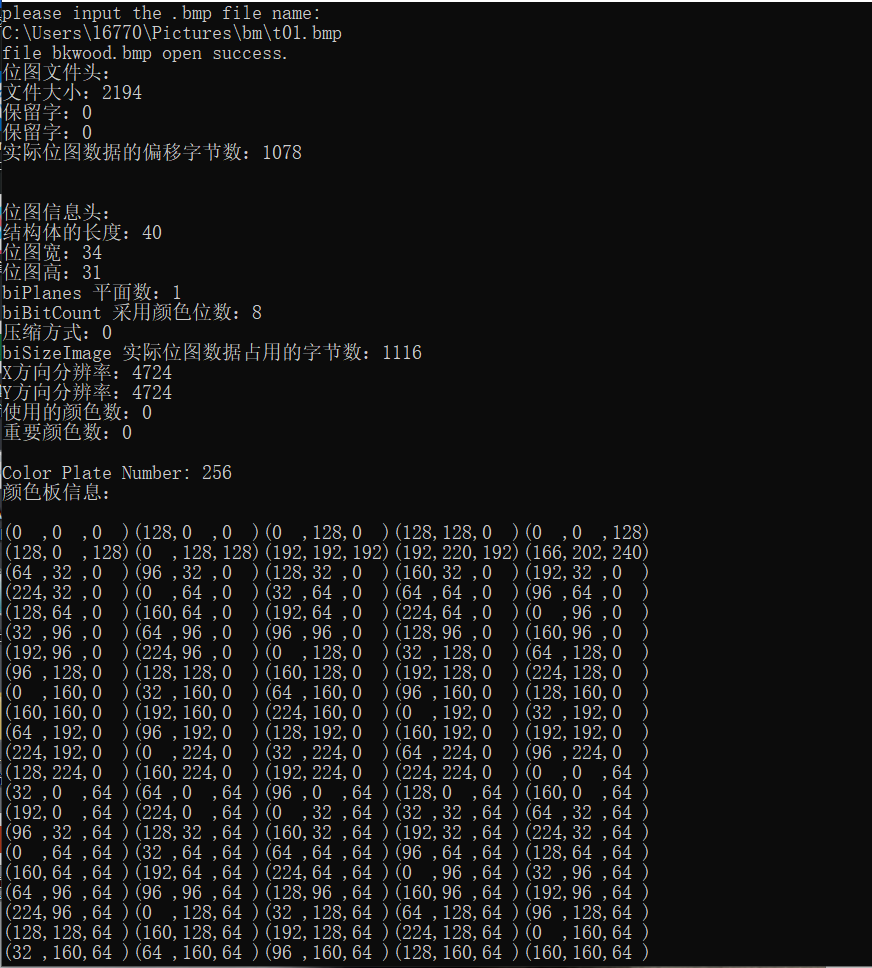 please input the .bmp file name:
C:\Users\16770\Pictures\bm\t01.bmp
file bkwood.bmp open success.
位图文件头:
文件大小: 2194
保留字: 0
保留字: 0
实际位图数据的偏移字节数: 1078
位图信息头:
结构体的长度: 40
位图宽: 34
位图高: 31
biPlanes 平面数: 1
biBitCount 采用颜色位数: 8
压缩方式: 0
biSizeImage 实际位图数据占用的字节数: 1116
X方向分辨率: 4724
Y方向分辨率: 4724
使用的颜色数: 0
重要颜色数: 0
Color Plate Number: 256
颜色板信息:
(0  ,0  ,0  )(128,0  ,0  )(0  ,128,0  )(128,128,0  )(0  ,0  ,128)
(128,0  ,128)(0  ,128,128)(192,192,192)(192,220,192)(166,202,240)
(64 ,32 ,0  )(96 ,32 ,0  )(128,32 ,0  )(160,32 ,0  )(192,32 ,0  )
(224,32 ,0  )(0  ,64 ,0  )(32 ,64 ,0  )(64 ,64 ,0  )(96 ,64 ,0  )
(128,64 ,0  )(160,64 ,0  )(192,64 ,0  )(224,64 ,0  )(0  ,96 ,0  )
(32 ,96 ,0  )(64 ,96 ,0  )(96 ,96 ,0  )(128,96 ,0  )(160,96 ,0  )
(192,96 ,0  )(224,96 ,0  )(0  ,128,0  )(32 ,128,0  )(64 ,128,0  )
(96 ,128,0  )(128,128,0  )(160,128,0  )(192,128,0  )(224,128,0  )
(0  ,160,0  )(32 ,160,0  )(64 ,160,0  )(96 ,160,0  )(128,160,0  )
(160,160,0  )(192,160,0  )(224,160,0  )(0  ,192,0  )(32 ,192,0  )
(64 ,192,0  )(96 ,192,0  )(128,192,0  )(160,192,0  )(192,192,0  )
(224,192,0  )(0  ,224,0  )(32 ,224,0  )(64 ,224,0  )(96 ,224,0  )
(128,224,0  )(160,224,0  )(192,224,0  )(224,224,0  )(0  ,0  ,64 )
(32 ,0  ,64 )(64 ,0  ,64 )(96 ,0  ,64 )(128,0  ,64 )(160,0  ,64 )
(192,0  ,64 )(224,0  ,64 )(0  ,32 ,64 )(32 ,32 ,64 )(64 ,32 ,64 )
(96 ,32 ,64 )(128,32 ,64 )(160,32 ,64 )(192,32 ,64 )(224,32 ,64 )
(0  ,64 ,64 )(32 ,64 ,64 )(64 ,64 ,64 )(96 ,64 ,64 )(128,64 ,64 )
(160,64 ,64 )(192,64 ,64 )(224,64 ,64 )(0  ,96 ,64 )(32 ,96 ,64 )
(64 ,96 ,64 )(96 ,96 ,64 )(128,96 ,64 )(160,96 ,64 )(192,96 ,64 )
(224,96 ,64 )(0  ,128,64 )(32 ,128,64 )(64 ,128,64 )(96 ,128,64 )
(128,128,64 )(160,128,64 )(192,128,64 )(224,128,64 )(0  ,160,64 )
(32 ,160,64 )(64 ,160,64 )(96 ,160,64 )(128,160,64 )(160,160,64 )